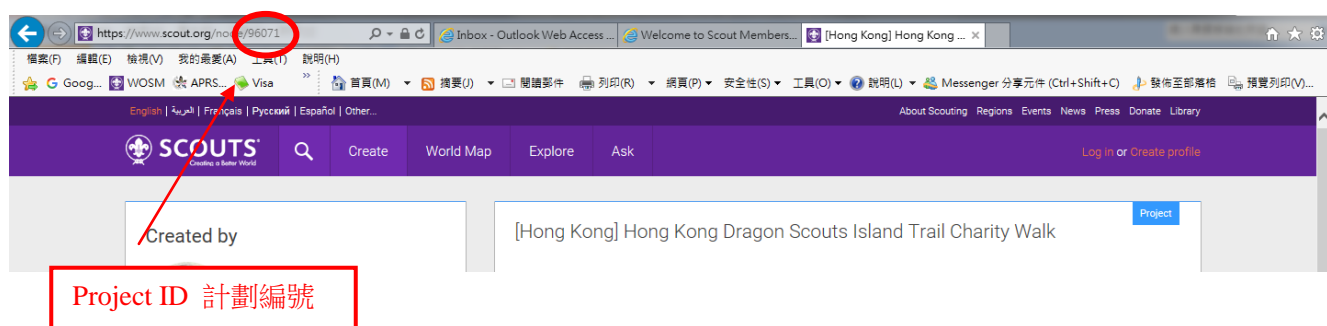 https://www.scout.org/node/96071
Inbox - Outlook Web Access ...
Welcome to Scout Members...
[Hong Kong] Hong Kong ... ×
檔案(F) 編輯(E) 檢視(V) 我的最愛(A) 工具(T) 說明(H)
Goog... WOSM APRS... Visa » 首頁(M) 摘要(J) 閱讀郵件 列印(R) 網頁(P) 安全性(S) 工具(O) 說明(L) Messenger 分享元件 (Ctrl+Shift+C) 發佈至部落格 預覽列印(V)...
English | العربية | Français | Русский | Español | Other...
About Scouting Regions Events News Press Donate Library
SCOUTS
Creating a Better World
Create World Map Explore Ask
Log in or Create profile
Project
Created by
[Hong Kong] Hong Kong Dragon Scouts Island Trail Charity Walk
Project ID 計劃編號